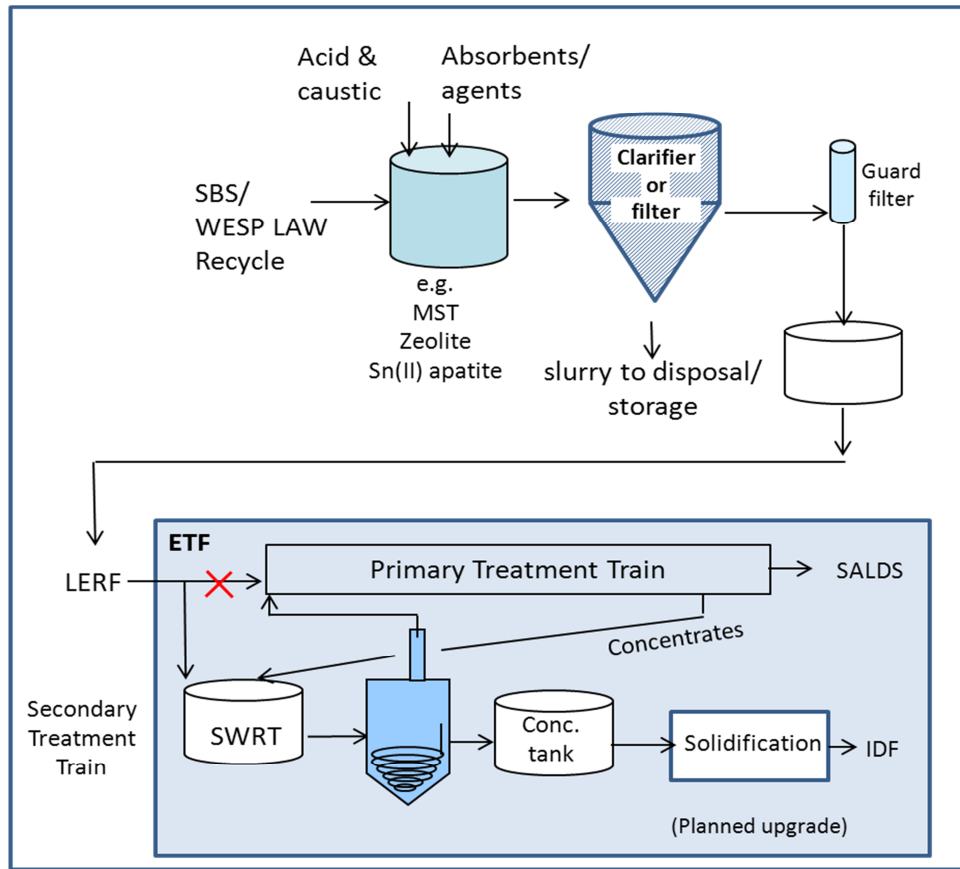 Acid &
caustic
Absorbents/
agents
SBS/
WESP LAW
Recycle
e.g.
MST
Zeolite
Sn(II) apatite
Clarifier
or
filter
Guard
filter
slurry to disposal/
storage
ETF
LERF
Primary Treatment Train
SALDS
Concentrates
Secondary
Treatment
Train
SWRT
Conc.
tank
Solidification
IDF
(Planned upgrade)